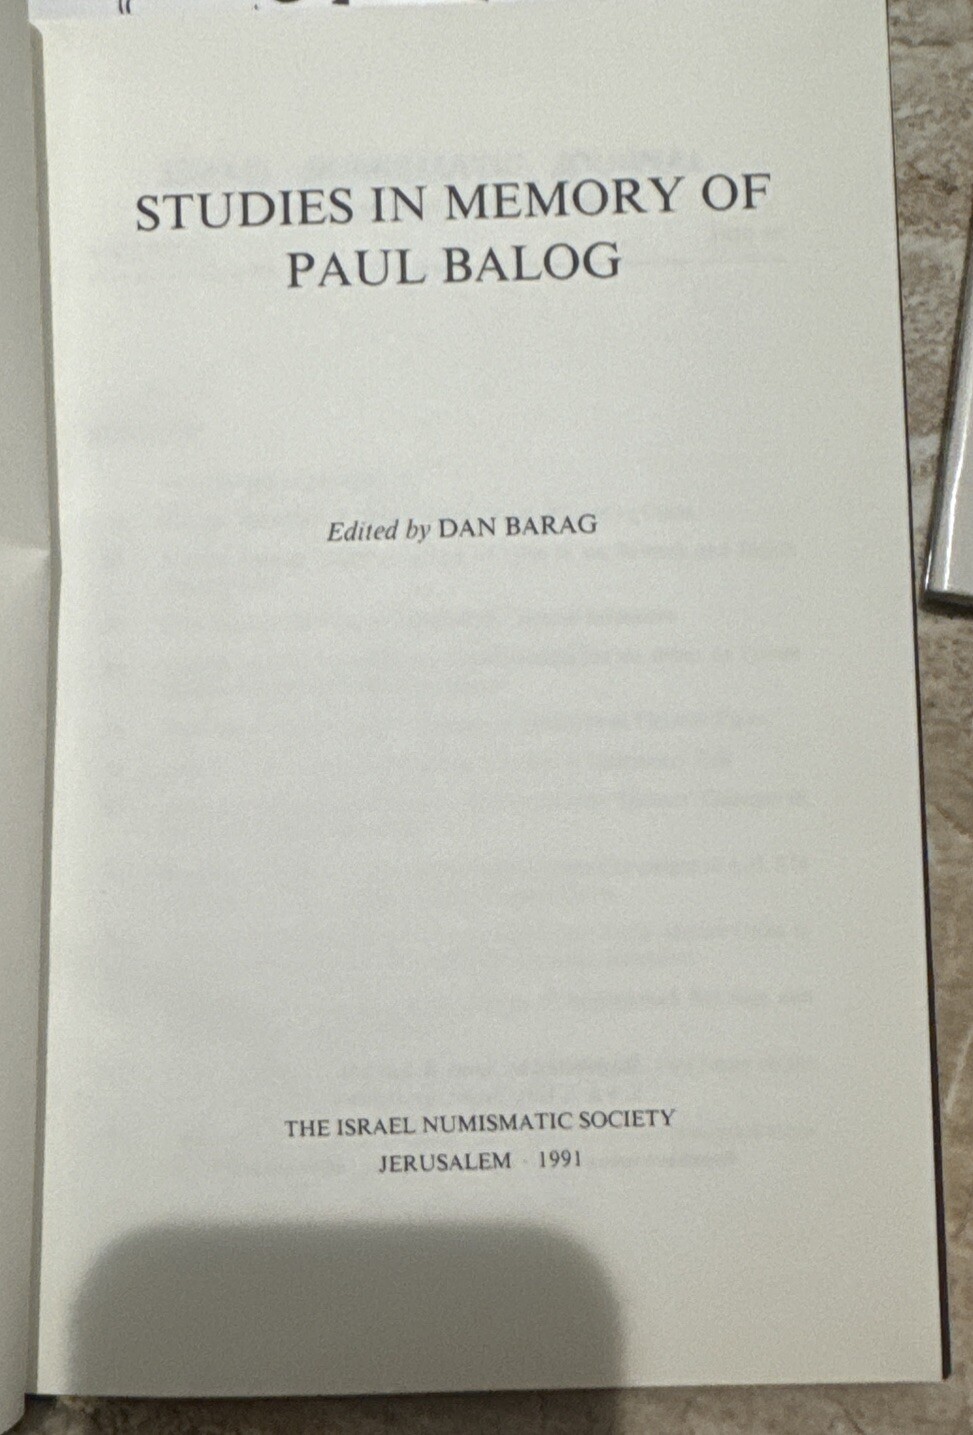 STUDIES IN MEMORY OF
PAUL BALOG
Edited by DAN BARAG
THE ISRAEL NUMISMATIC SOCIETY
JERUSALEM · 1991